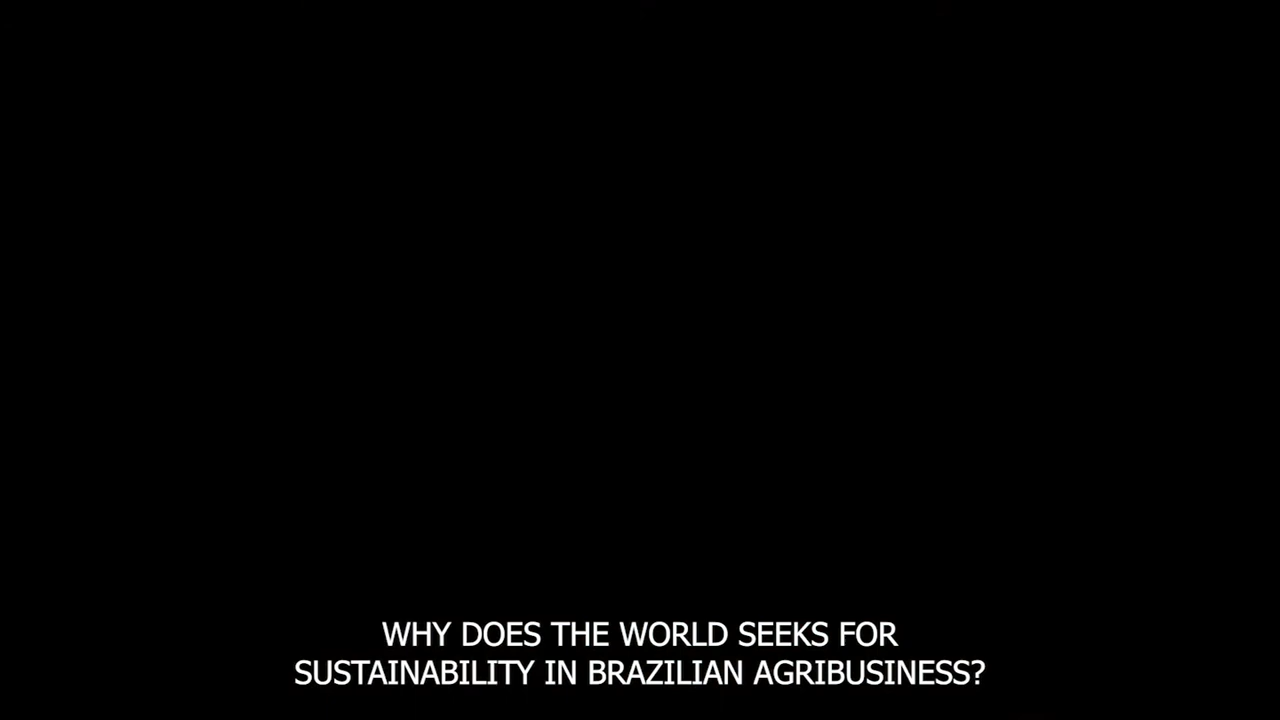 WHY DOES THE WORLD SEEKS FOR
SUSTAINABILITY IN BRAZILIAN AGRIBUSINESS?